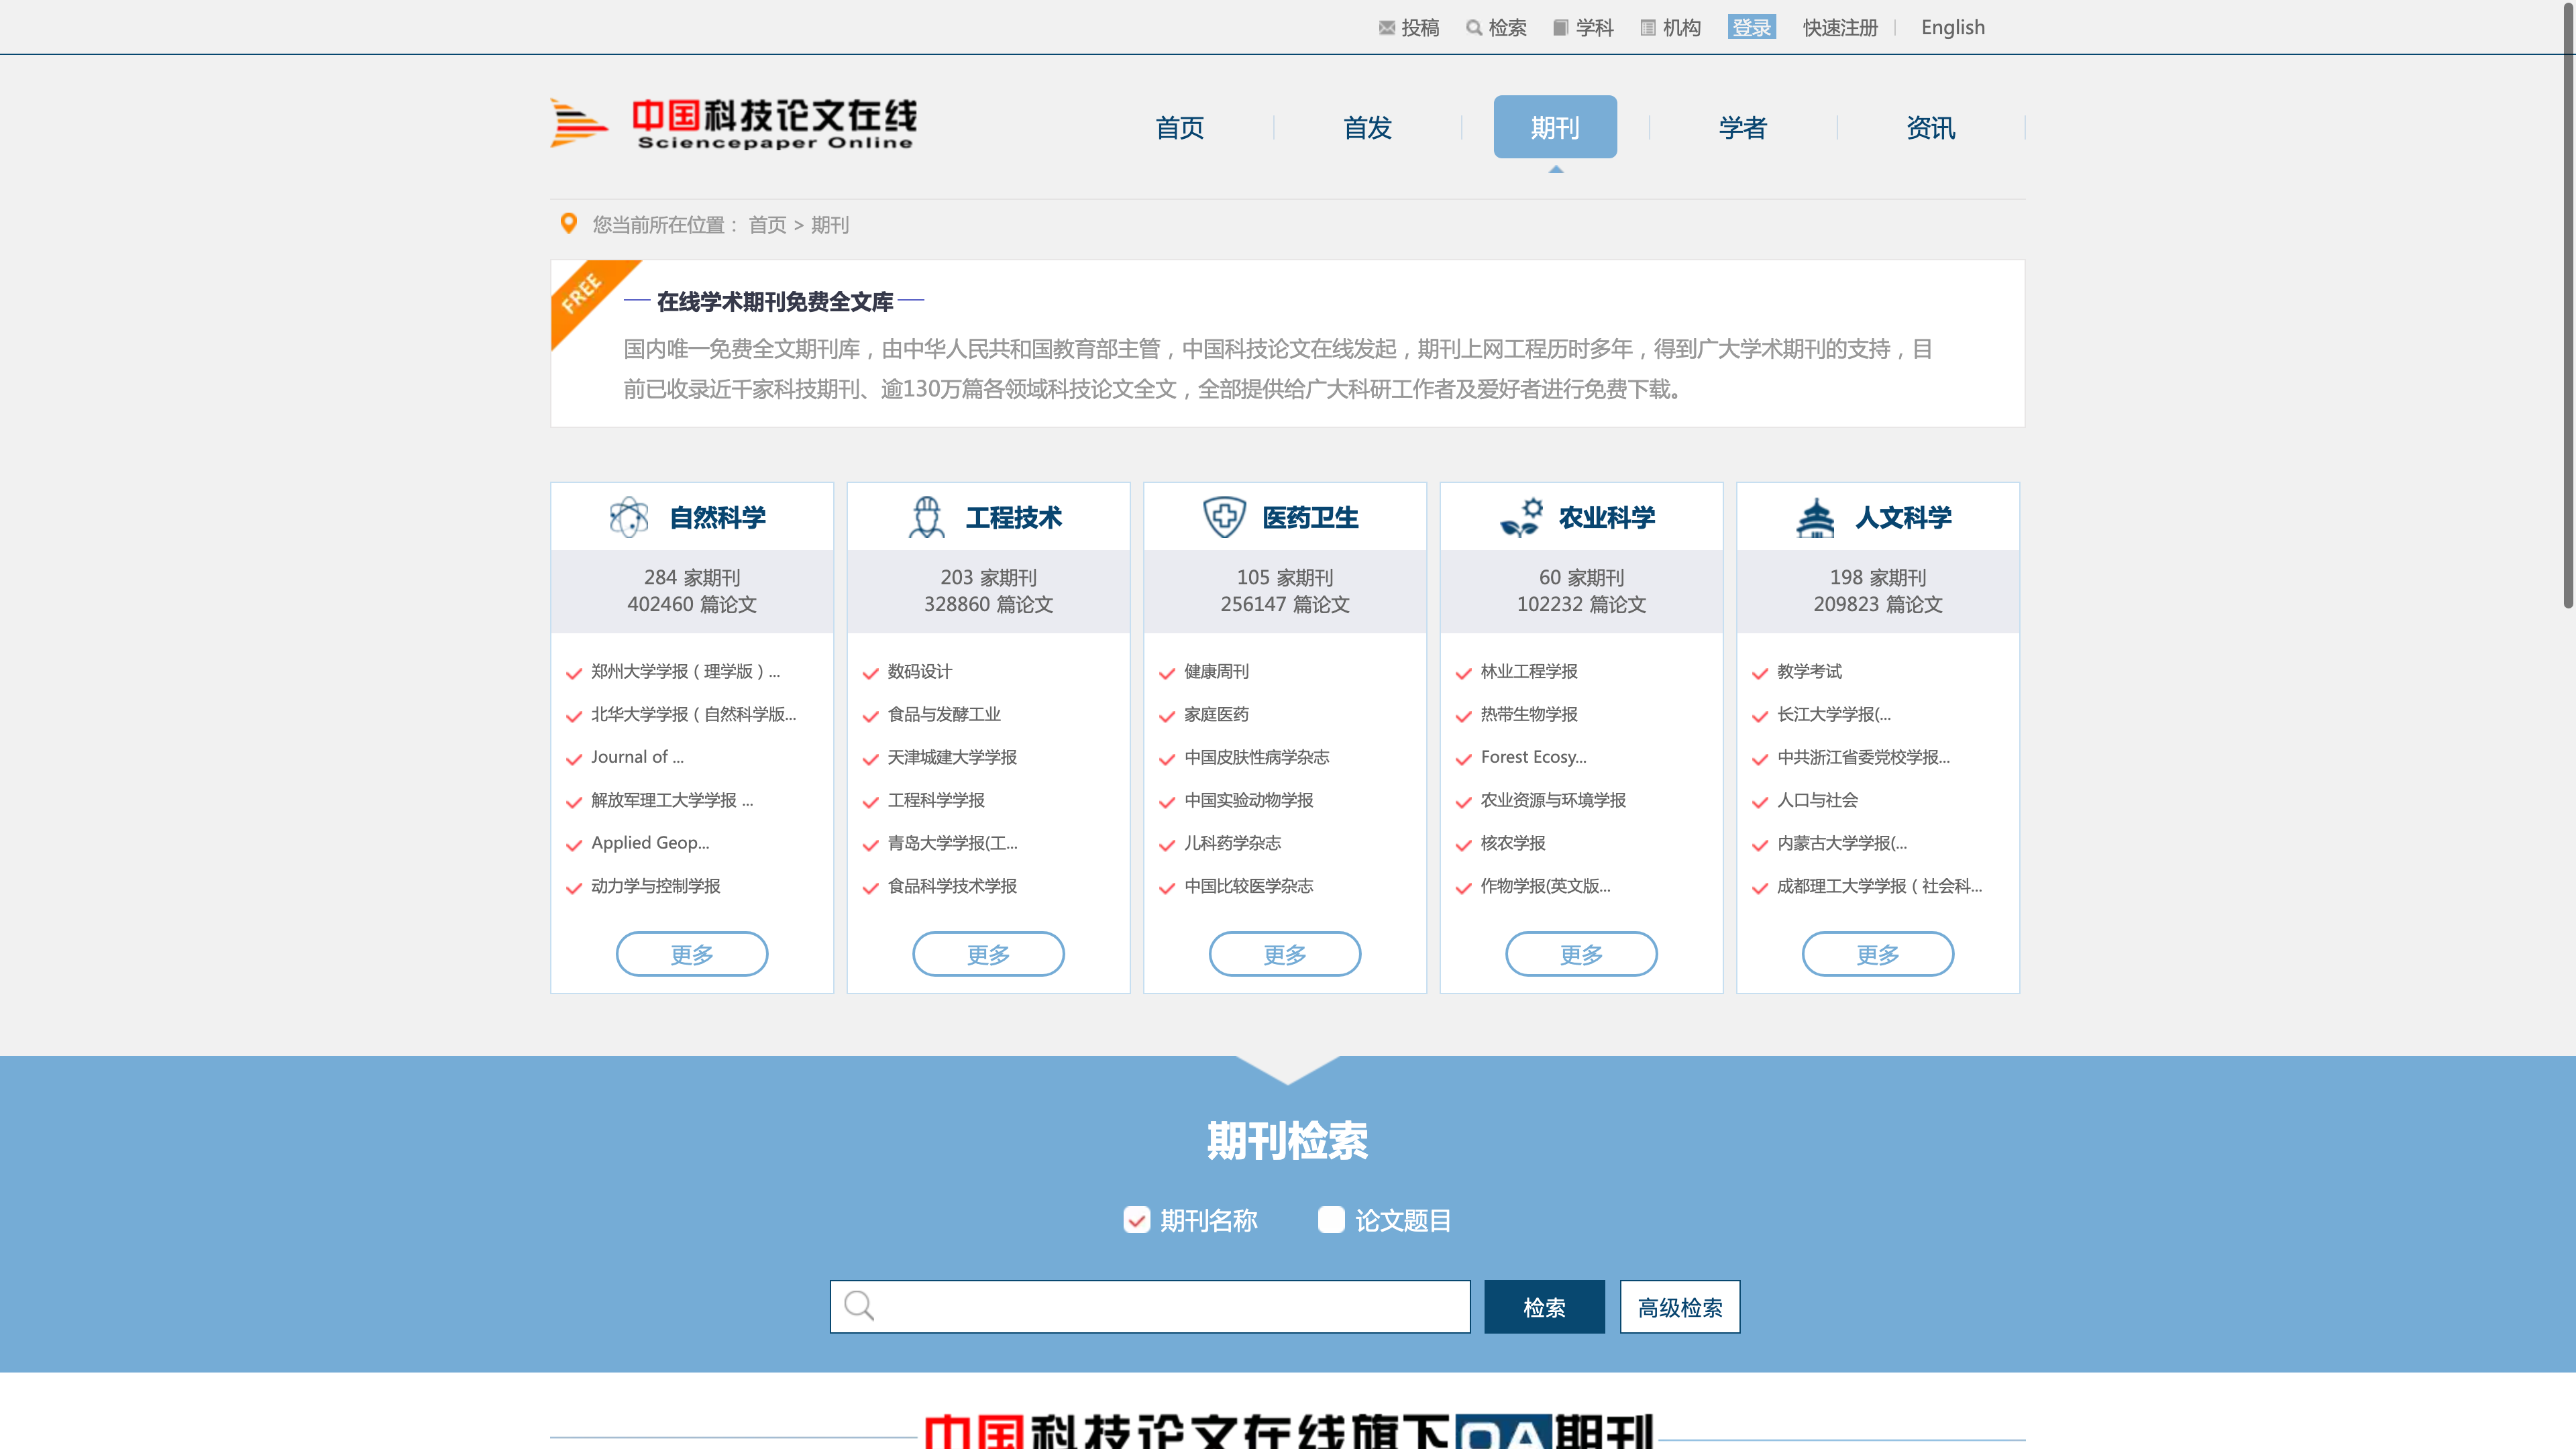 投稿 检索 学科 机构 登录 快速注册 English
中国科技论文在线
Sciencepaper Online
首页 首发 期刊 学者 资讯
您当前所在位置： 首页 > 期刊
FREE
在线学术期刊免费全文库
国内唯一免费全文期刊库，由中华人民共和国教育部主管，中国科技论文在线发起，期刊上网工程历时多年，得到广大学术期刊的支持，目
前已收录近千家科技期刊、逾130万篇各领域科技论文全文，全部提供给广大科研工作者及爱好者进行免费下载。
自然科学
284 家期刊
402460 篇论文
郑州大学学报（理学版）...
北华大学学报（自然科学版...
Journal of ...
解放军理工大学学报 ...
Applied Geop...
动力学与控制学报
更多
工程技术
203 家期刊
328860 篇论文
数码设计
食品与发酵工业
天津城建大学学报
工程科学学报
青岛大学学报(工...
食品科学技术学报
更多
医药卫生
105 家期刊
256147 篇论文
健康周刊
家庭医药
中国皮肤性病学杂志
中国实验动物学报
儿科药学杂志
中国比较医学杂志
更多
农业科学
60 家期刊
102232 篇论文
林业工程学报
热带生物学报
Forest Ecosy...
农业资源与环境学报
核农学报
作物学报(英文版...
更多
人文科学
198 家期刊
209823 篇论文
教学考试
长江大学学报(...
中共浙江省委党校学报...
人口与社会
内蒙古大学学报(...
成都理工大学学报（社会科...
更多
期刊检索
期刊名称 论文题目
检索 高级检索
中国科技论文在线旗下OA期刊